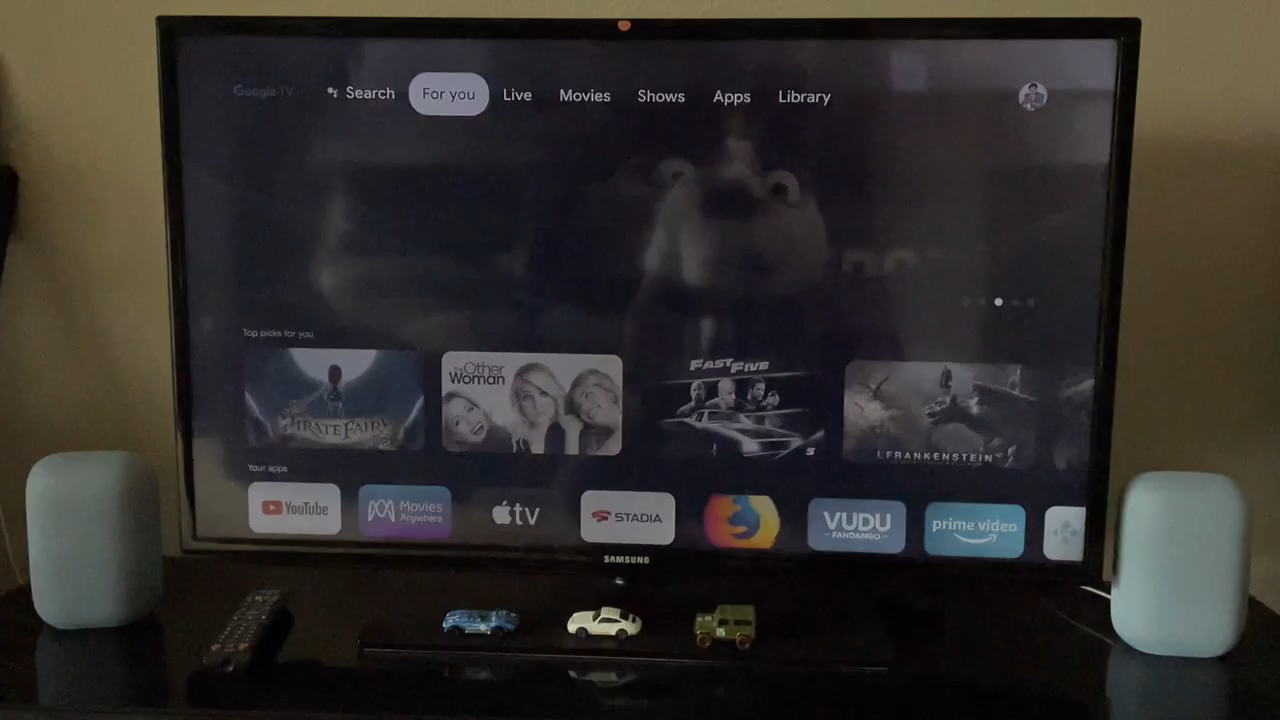 Google TV
Search
For you
Live
Movies
Shows
Apps
Library
Top picks for you
PIRATE FAIRY
The Other Woman
FAST FIVE
5
I, FRANKENSTEIN
Your apps
YouTube
Movies Anywhere
tv
STADIA
VUDU
FANDANGO
prime video
SAMSUNG